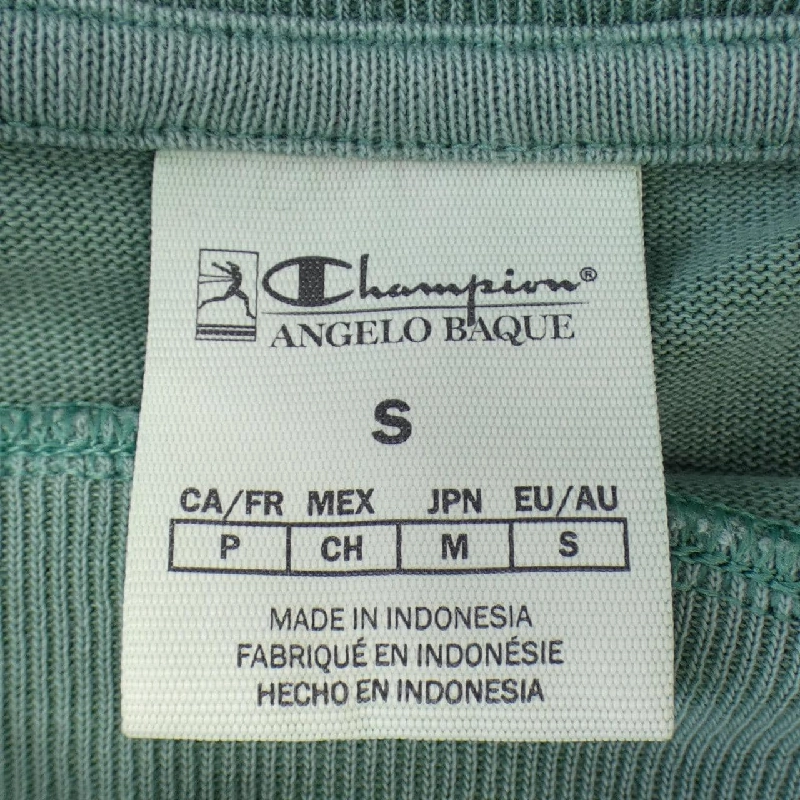 Champion®
ANGELO BAQUE
S
CA/FR MEX JPN EU/AU
P CH M S
MADE IN INDONESIA
FABRIQUÉ EN INDONÉSIE
HECHO EN INDONESIA